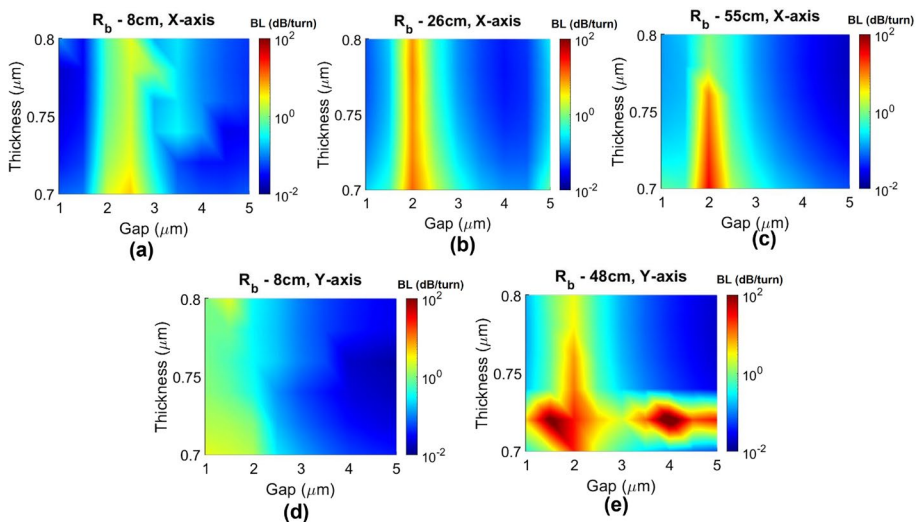 R_b - 8cm, X-axis
BL (dB/turn)
0.8
0.75
0.7
Thickness (μm)
1 2 3 4 5
Gap (μm)
10^2
10^0
10^-2
(a)
R_b - 26cm, X-axis
BL (dB/turn)
0.8
0.75
0.7
Thickness (μm)
1 2 3 4 5
Gap (μm)
10^2
10^0
10^-2
(b)
R_b - 55cm, X-axis
BL (dB/turn)
0.8
0.75
0.7
Thickness (μm)
1 2 3 4 5
Gap (μm)
10^2
10^0
10^-2
(c)
R_b - 8cm, Y-axis
BL (dB/turn)
0.8
0.75
0.7
Thickness (μm)
1 2 3 4 5
Gap (μm)
10^2
10^0
10^-2
(d)
R_b - 48cm, Y-axis
BL (dB/turn)
0.8
0.75
0.7
Thickness (μm)
1 2 3 4 5
Gap (μm)
10^2
10^0
10^-2
(e)